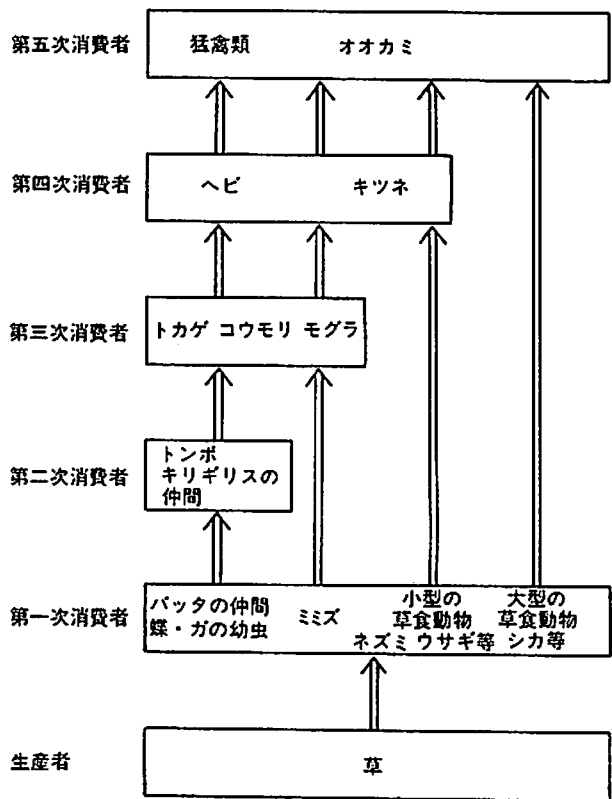 第五次消費者 猛禽類 オオカミ
第四次消費者 ヘビ キツネ
第三次消費者 トカゲ コウモリ モグラ
第二次消費者
トンボ
キリギリスの
仲間
第一次消費者
バッタの仲間
蝶・ガの幼虫
ミミズ
小型の
草食動物
ネズミ ウサギ等
大型の
草食動物
シカ等
生産者 草